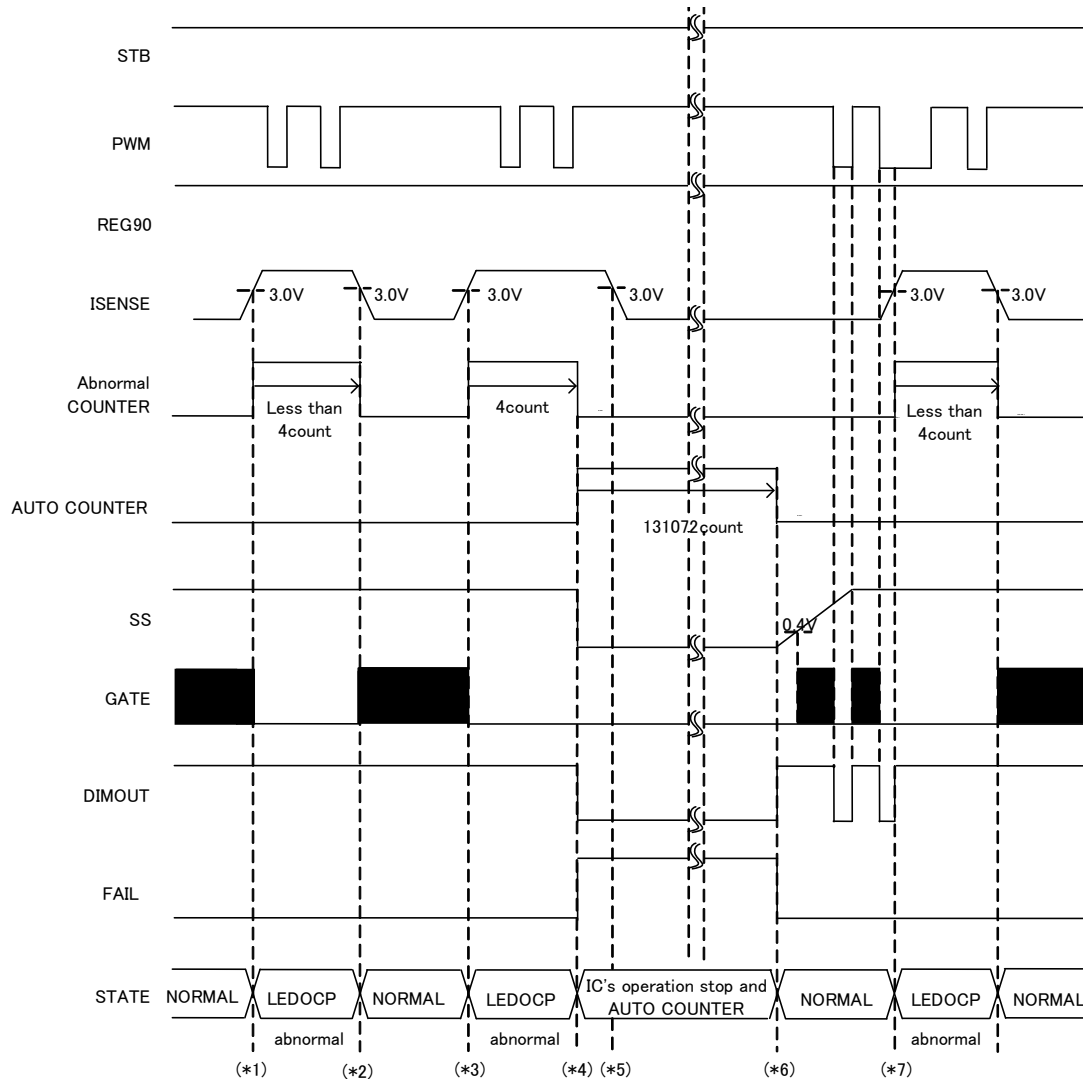 STB
PWM
REG90
ISENSE
3.0V
3.0V
3.0V
3.0V
3.0V
3.0V
Abnormal
COUNTER
Less than
4count
4count
Less than
4count
AUTO COUNTER
131072count
SS
0.4V
GATE
DIMOUT
FAIL
STATE
NORMAL
LEDOCP
NORMAL
LEDOCP
IC's operation stop and
AUTO COUNTER
NORMAL
LEDOCP
NORMAL
abnormal
abnormal
abnormal
(*1)
(*2)
(*3)
(*4)
(*5)
(*6)
(*7)